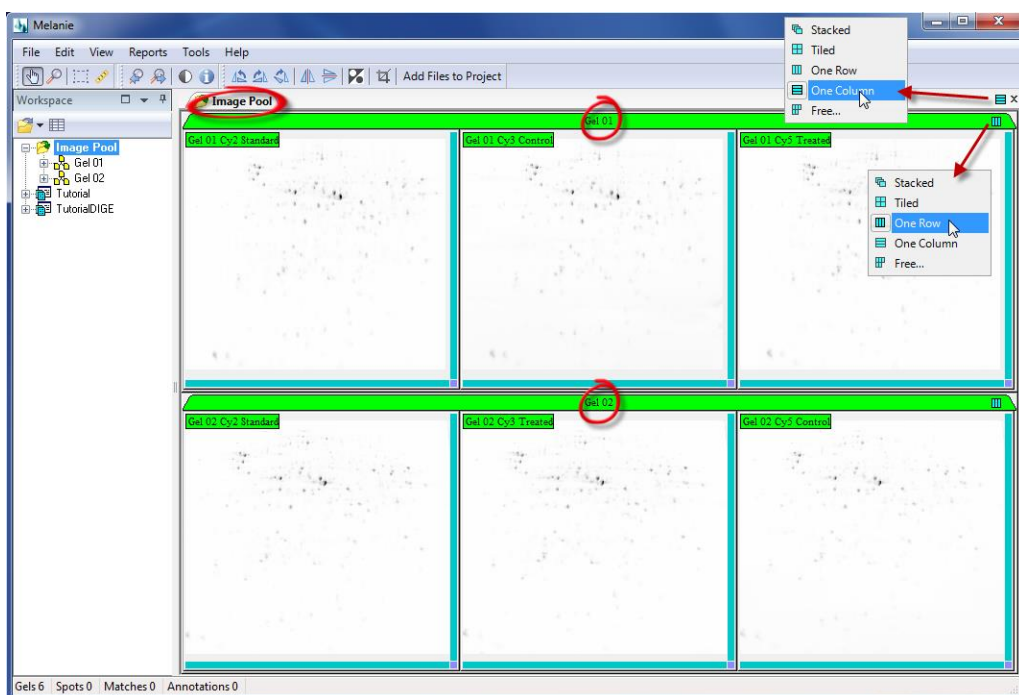 Melanie
File Edit View Reports Tools Help
Add Files to Project
Workspace
Image Pool
Stacked
Tiled
One Row
One Column
Free...
Image Pool
Gel 01
Gel 02
Tutorial
TutorialDIGE
Gel 01
Gel 01 Cy2 Standard
Gel 01 Cy3 Control
Gel 01 Cy5 Treated
Stacked
Tiled
One Row
One Column
Free...
Gel 02
Gel 02 Cy2 Standard
Gel 02 Cy3 Treated
Gel 02 Cy5 Control
Gels 6 Spots 0 Matches 0 Annotations 0